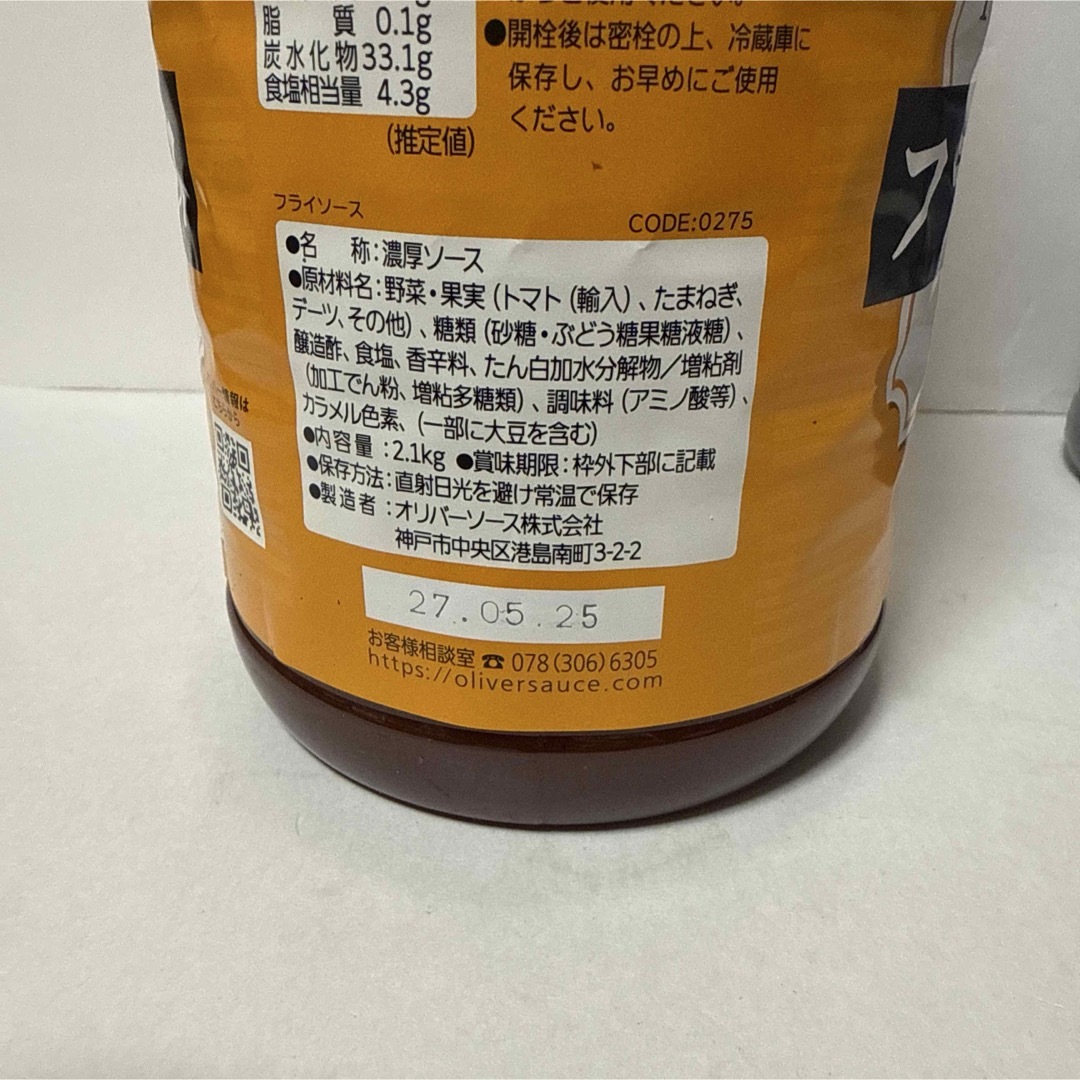 脂 質 0.1g
炭水化物 33.1g
食塩相当量 4.3g
(推定値)
●開栓後は密栓の上、冷蔵庫に
保存し、お早めにご使用
ください。
フライソース
CODE:0275
●名 称:濃厚ソース
●原材料名:野菜・果実(トマト(輸入)、たまねぎ、
デーツ、その他)、糖類(砂糖・ぶどう糖果糖液糖)、
醸造酢、食塩、香辛料、たん白加水分解物/増粘剤
(加工でん粉、増粘多糖類)、調味料(アミノ酸等)、
カラメル色素、(一部に大豆を含む)
●内容量:2.1kg ●賞味期限:枠外下部に記載
●保存方法:直射日光を避け常温で保存
●製造者:オリバーソース株式会社
神戸市中央区港島南町3-2-2
27.05.25
お客様相談室 ☎ 078(306)6305
https://oliversauce.com
情報は
こちらから
フ